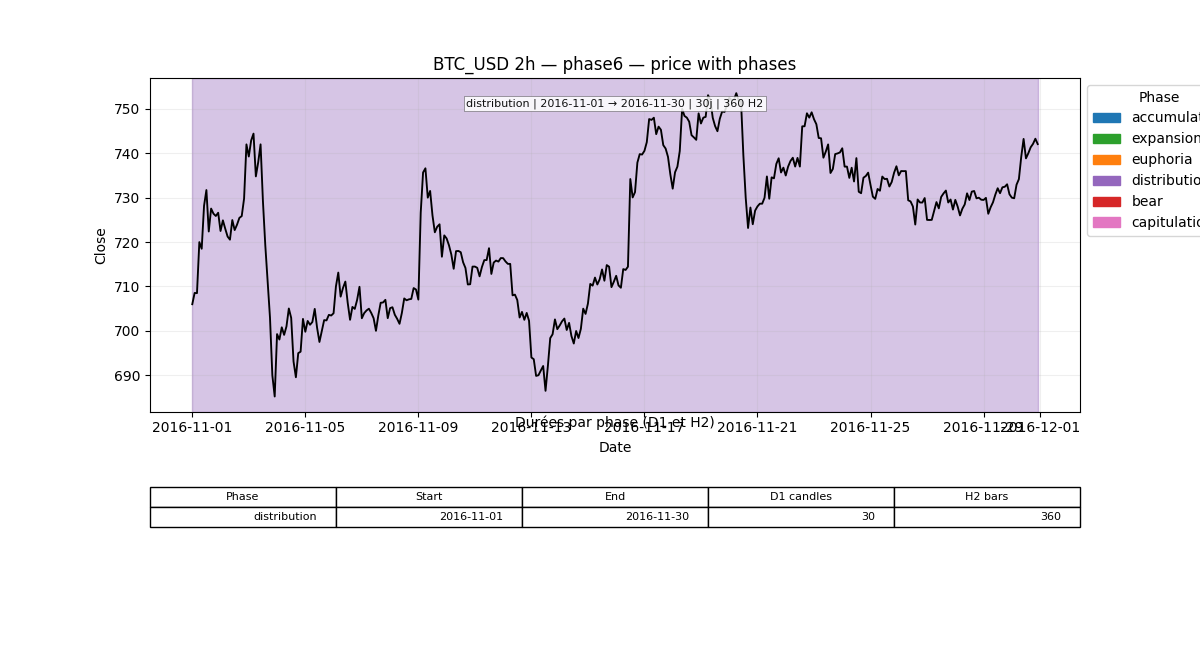 BTC_USD 2h — phase6 — price with phases
distribution | 2016-11-01 → 2016-11-30 | 30j | 360 H2
Close
750
740
730
720
710
700
690
Phase
accumulat
expansion
euphoria
distributio
bear
capitulatic
Durées par phase (D1 et H2)
2016-11-01 2016-11-05 2016-11-09 2016-11-13 2016-11-17 2016-11-21 2016-11-25 2016-11-29 2016-12-01
Date
Phase Start End D1 candles H2 bars
distribution 2016-11-01 2016-11-30 30 360